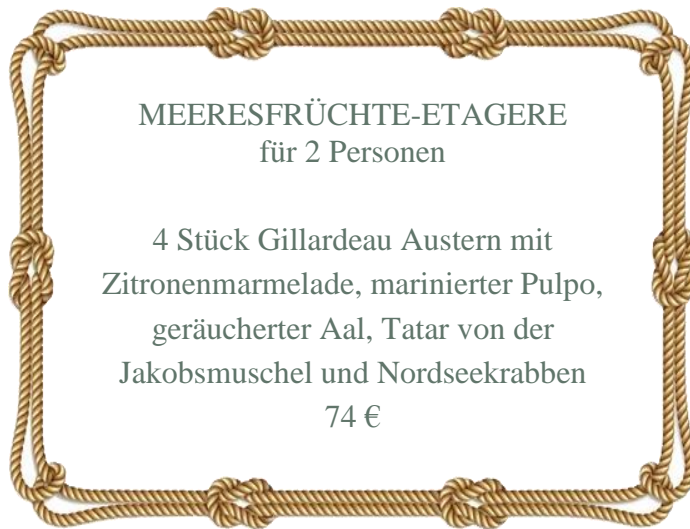 MEERESFRÜCHTE-ETAGERE
für 2 Personen
4 Stück Gillardeau Austern mit
Zitronenmarmelade, marinierter Pulpo,
geräucherter Aal, Tatar von der
Jakobsmuschel und Nordseekrabben
74 €